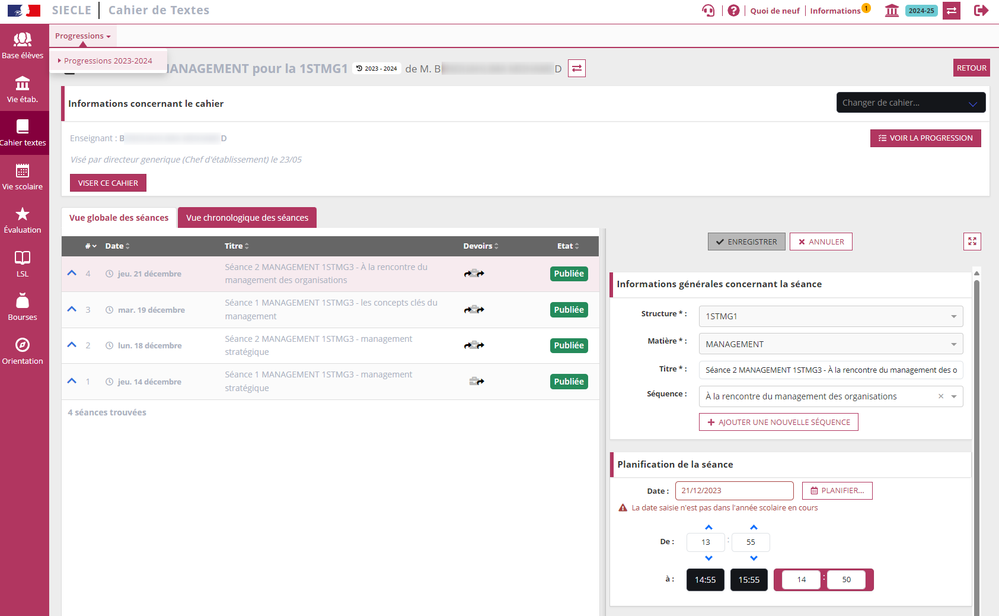 SIECLE Cahier de Textes
Quoi de neuf Informations 1 2024-25
Progressions
Progressions 2023-2024
Base élèves
Vie étab.
Cahier textes
Vie scolaire
Évaluation
LSL
Bourses
Orientation
ANAGEMENT pour la 1STMG1 2023 - 2024 de M. B D
RETOUR
Informations concernant le cahier
Changer de cahier...
Enseignant : B D
VOIR LA PROGRESSION
Visé par directeur generique (Chef d'établissement) le 23/05
VISER CE CAHIER
Vue globale des séances
Vue chronologique des séances
# Date Titre Devoirs Etat
4 jeu. 21 décembre Séance 2 MANAGEMENT 1STMG3 - À la rencontre du
management des organisations
Publiée
3 mar. 19 décembre Séance 1 MANAGEMENT 1STMG3 - les concepts clés du
management
Publiée
2 lun. 18 décembre Séance 2 MANAGEMENT 1STMG3 - management
stratégique
Publiée
1 jeu. 14 décembre Séance 1 MANAGEMENT 1STMG3 - management
stratégique
Publiée
4 séances trouvées
ENREGISTRER
ANNULER
Informations générales concernant la séance
Structure * : 1STMG1
Matière * : MANAGEMENT
Titre * : Séance 2 MANAGEMENT 1STMG3 - À la rencontre du management des o
Séquence : À la rencontre du management des organisations ×
AJOUTER UNE NOUVELLE SÉQUENCE
Planification de la séance
Date : 21/12/2023 PLANIFIER...
La date saisie n'est pas dans l'année scolaire en cours
De : 13 : 55
à : 14:55 15:55 14 : 50